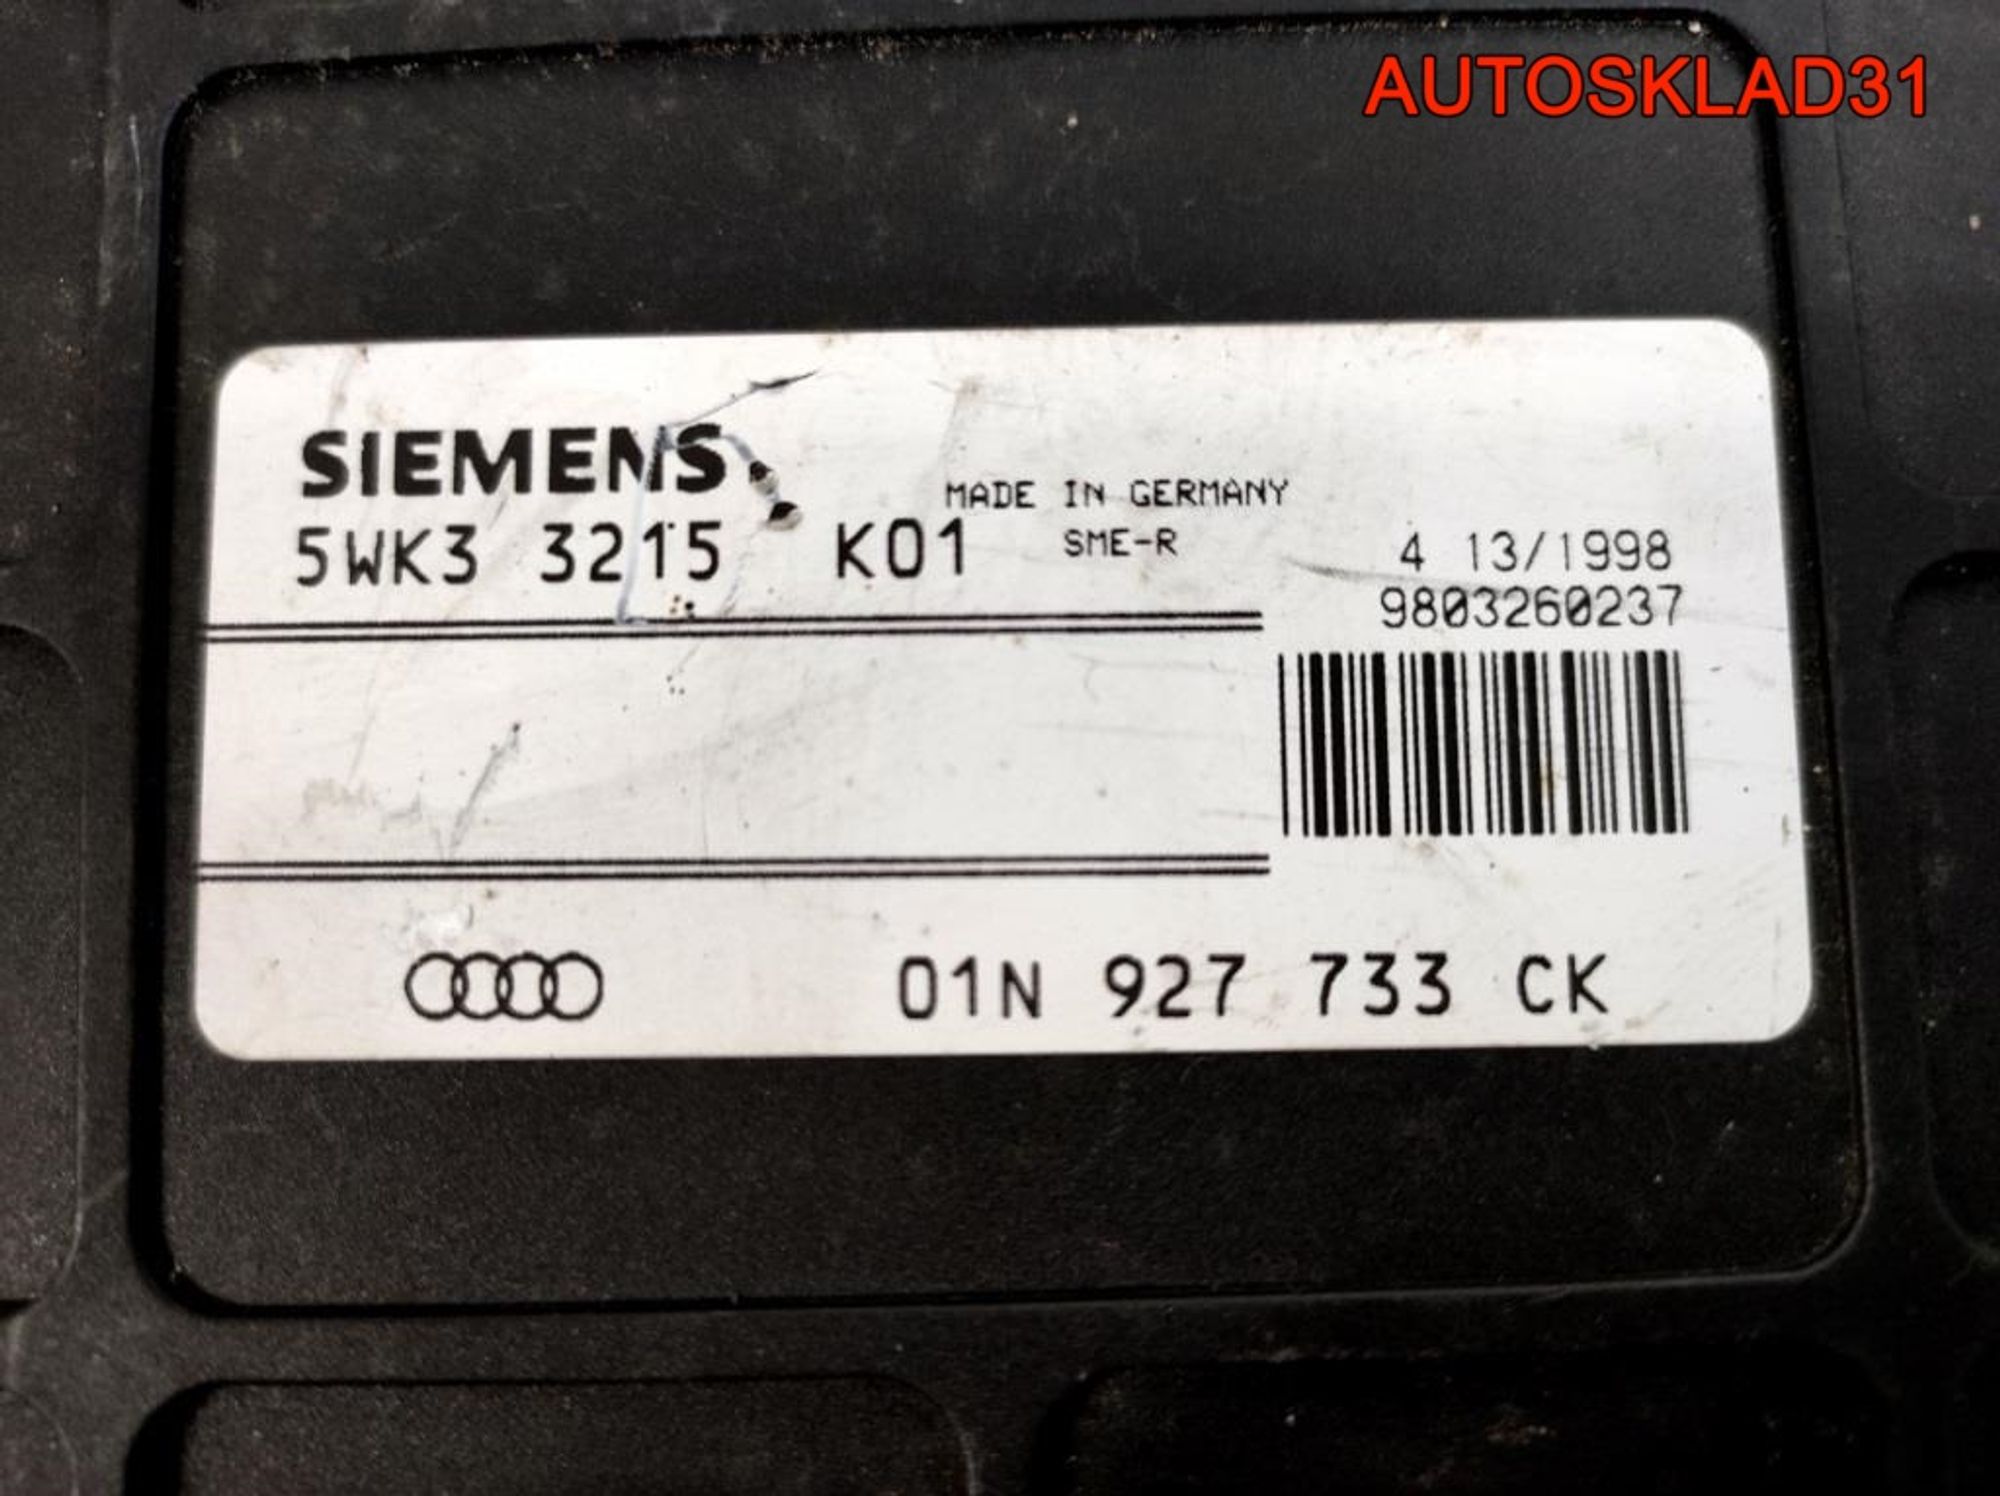 AUTOSKLAD31
SIEMENS
MADE IN GERMANY
5WK3 3215 K01 SME-R 4 13/1998
9803260237
01N 927 733 CK